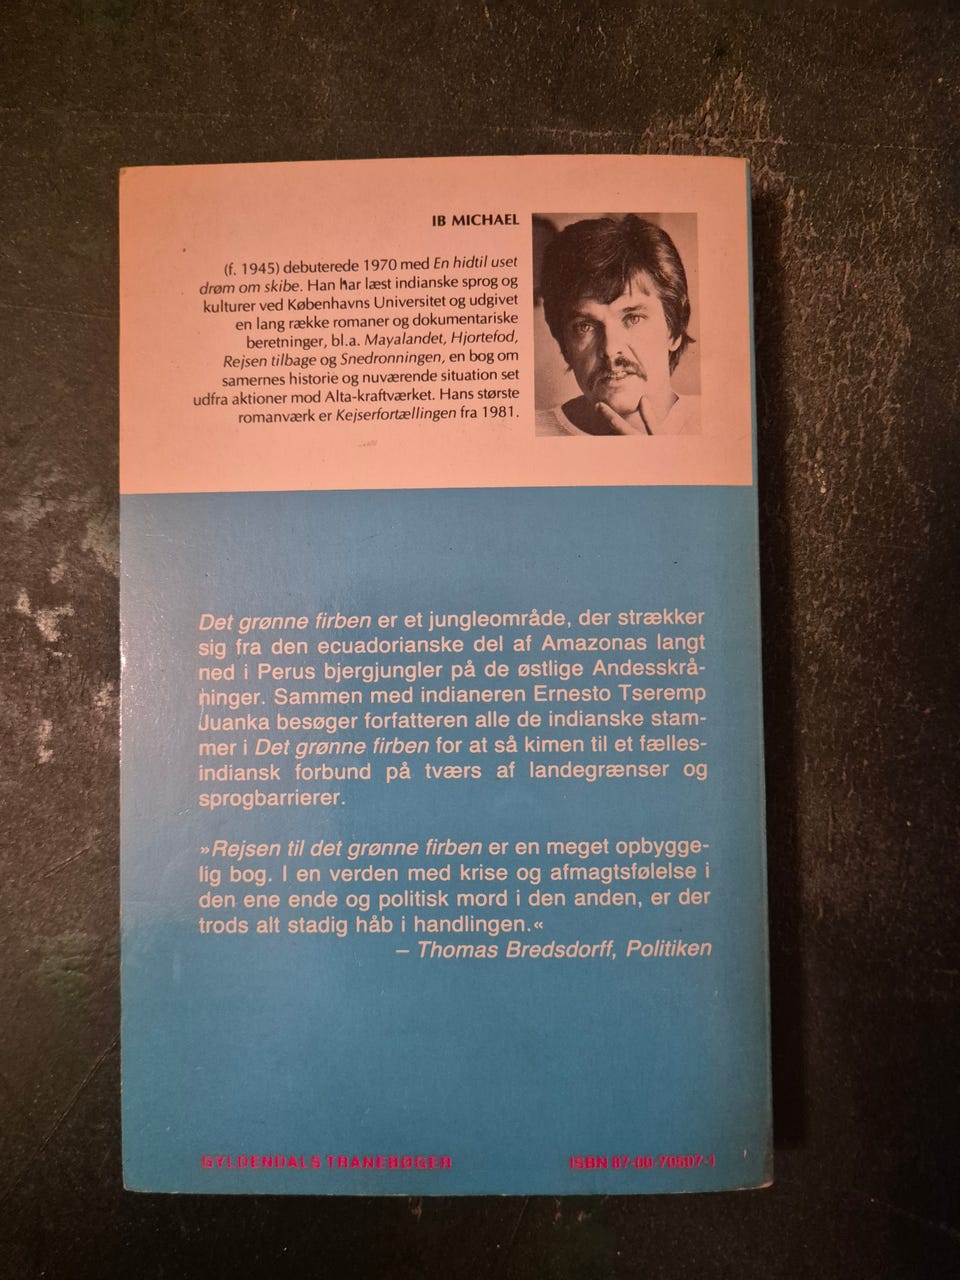 IB MICHAEL
(f. 1945) debuterede 1970 med En hidtil uset
drøm om skibe. Han har læst indianske sprog og
kulturer ved Københavns Universitet og udgivet
en lang række romaner og dokumentariske
beretninger, bl.a. Mayalandet, Hjortefod,
Rejsen tilbage og Snedronningen, en bog om
samernes historie og nuværende situation set
udfra aktioner mod Alta-kraftværket. Hans største
romanværk er Kejserfortællingen fra 1981.
Det grønne firben er et jungleområde, der strækker
sig fra den ecuadorianske del af Amazonas langt
ned i Perus bjergjungler på de østlige Andesskrå-
ninger. Sammen med indianeren Ernesto Tseremp
Juanka besøger forfatteren alle de indianske stam-
mer i Det grønne firben for at så kimen til et fælles-
indiansk forbund på tværs af landegrænser og
sprogbarrierer.
»Rejsen til det grønne firben er en meget opbygge-
lig bog. I en verden med krise og afmagtsfølelse i
den ene ende og politisk mord i den anden, er der
trods alt stadig håb i handlingen.«
– Thomas Bredsdorff, Politiken
GYLDENDALS TRANEBØGER
ISBN 87-00-70507-1